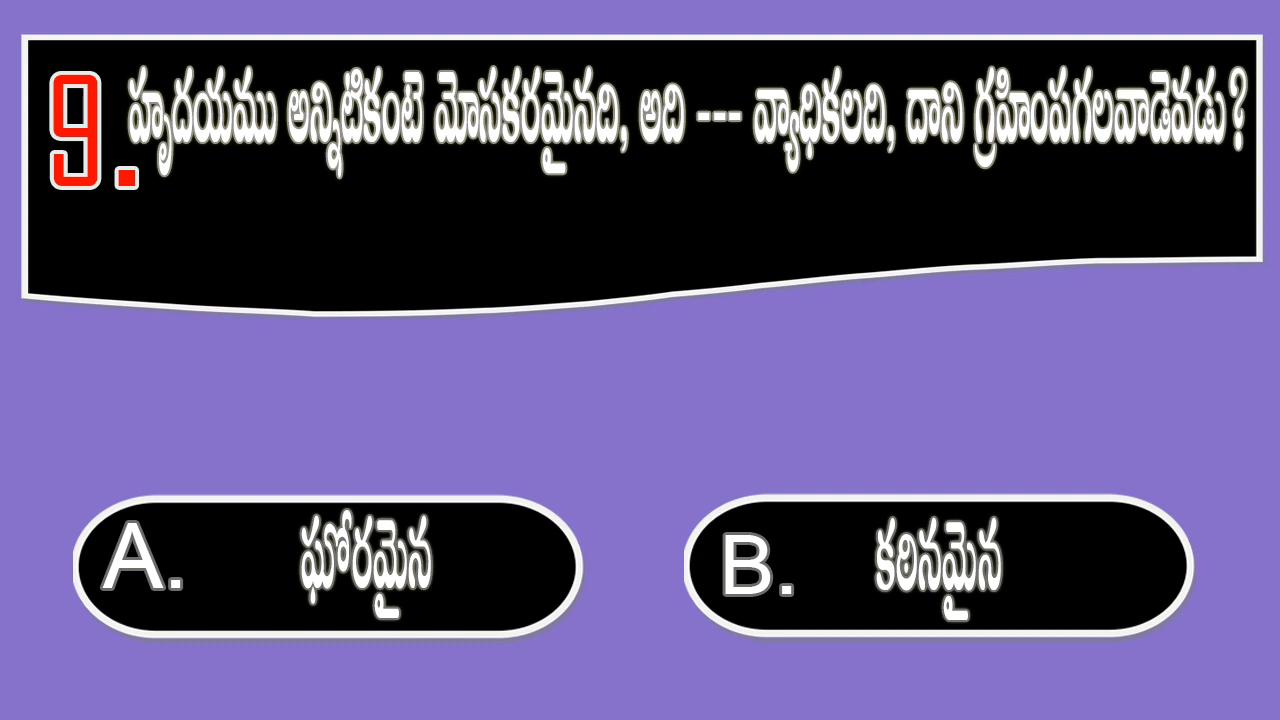 9. హృదయము అన్నిటికంటె మోసకరమైనది, అది --- వ్యాధికలది, దాని గ్రహింపగలవాడెవడు?
A. ఘోరమైన
B. కఠినమైన